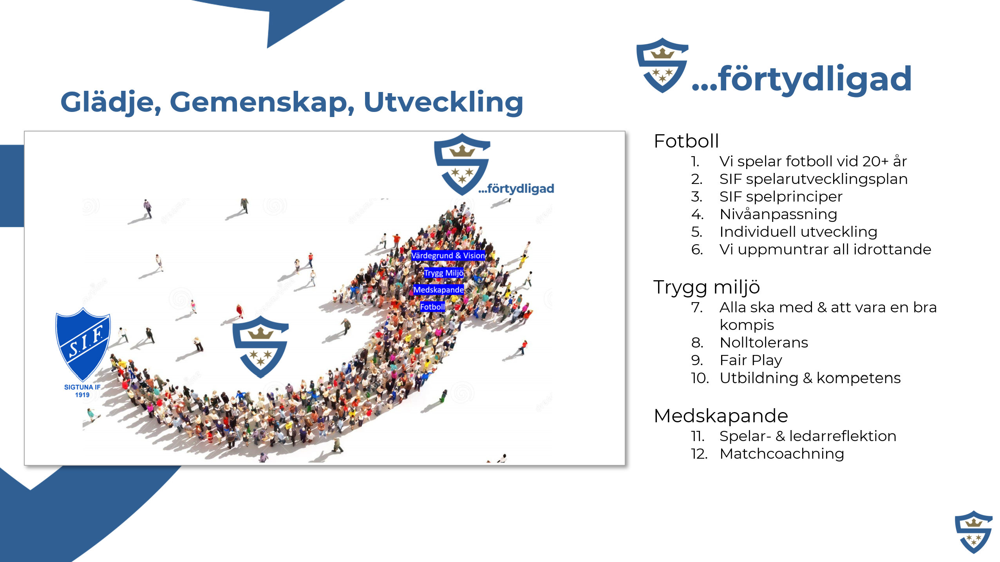 Glädje, Gemenskap, Utveckling
...förtydligad
...förtydligad
Värdegrund & Vision
Trygg Miljö
Medskapande
Fotboll
S.I.F.
SIGTUNA IF
1919
Fotboll
1. Vi spelar fotboll vid 20+ år
2. SIF spelarutvecklingsplan
3. SIF spelprinciper
4. Nivåanpassning
5. Individuell utveckling
6. Vi uppmuntrar all idrottande
Trygg miljö
7. Alla ska med & att vara en bra
kompis
8. Nolltolerans
9. Fair Play
10. Utbildning & kompetens
Medskapande
11. Spelar- & ledarreflektion
12. Matchcoachning